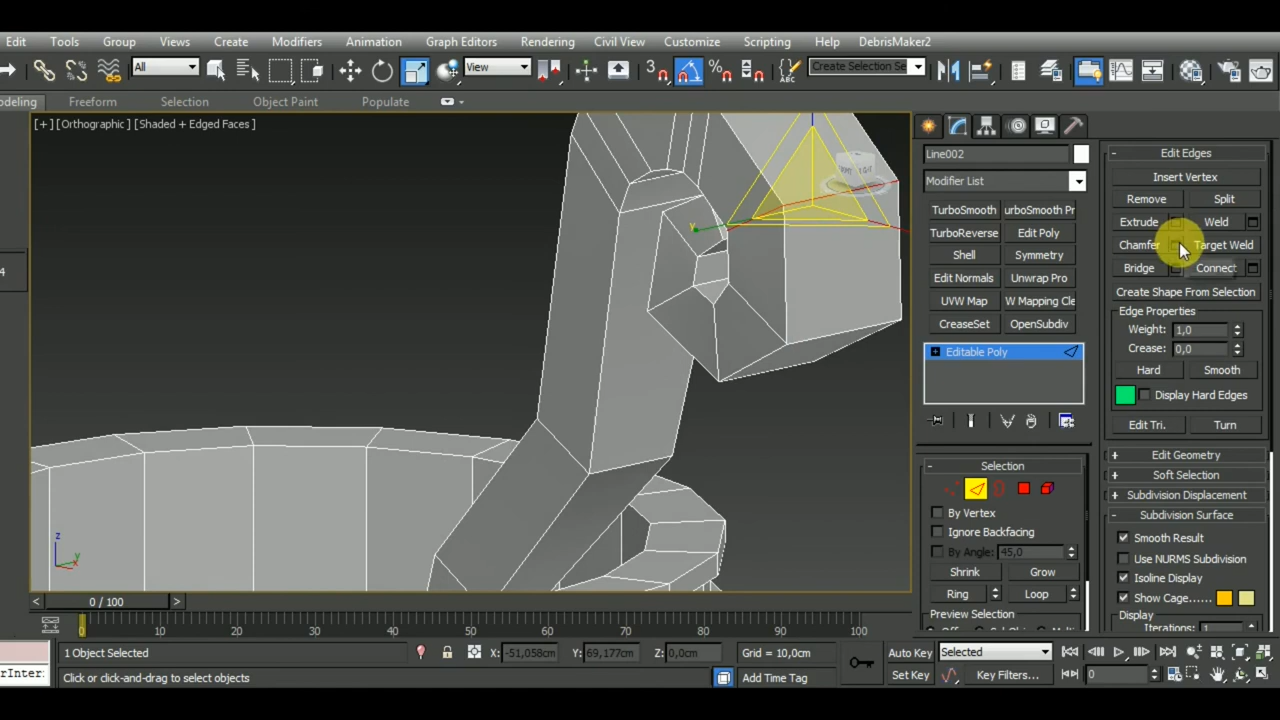 Edit Tools Group Views Create Modifiers Animation Graph Editors Rendering Civil View Customize Scripting Help DebrisMaker2
All View 3 % ABC Create Selection Se
odeling Freeform Selection Object Paint Populate
[+] [Orthographic] [Shaded + Edged Faces]
Y
z
y
x
4
Line002
Modifier List
TurboSmooth urboSmooth Pr
TurboReverse Edit Poly
Shell Symmetry
Edit Normals Unwrap Pro
UVW Map W Mapping Cle
CreaseSet OpenSubdiv
+ Editable Poly
- Selection
By Vertex
Ignore Backfacing
By Angle: 45,0
Shrink Grow
Ring Loop
Preview Selection
- Edit Edges
Insert Vertex
Remove Split
Extrude Weld
Chamfer Target Weld
Bridge Connect
Create Shape From Selection
Edge Properties
Weight: 1,0
Crease: 0,0
Hard Smooth
Display Hard Edges
Edit Tri. Turn
+ Edit Geometry
+ Soft Selection
+ Subdivision Displacement
- Subdivision Surface
Smooth Result
Use NURMS Subdivision
Isoline Display
Show Cage......
Display
Iterations: 1
< 0 / 100 >
0 10 20 30 40 50 60 70 80 90 100
1 Object Selected X: -51,058cm Y: 69,177cm Z: 0,0cm Grid = 10,0cm Auto Key Selected
rInter: Click or click-and-drag to select objects Add Time Tag Set Key Key Filters... 0